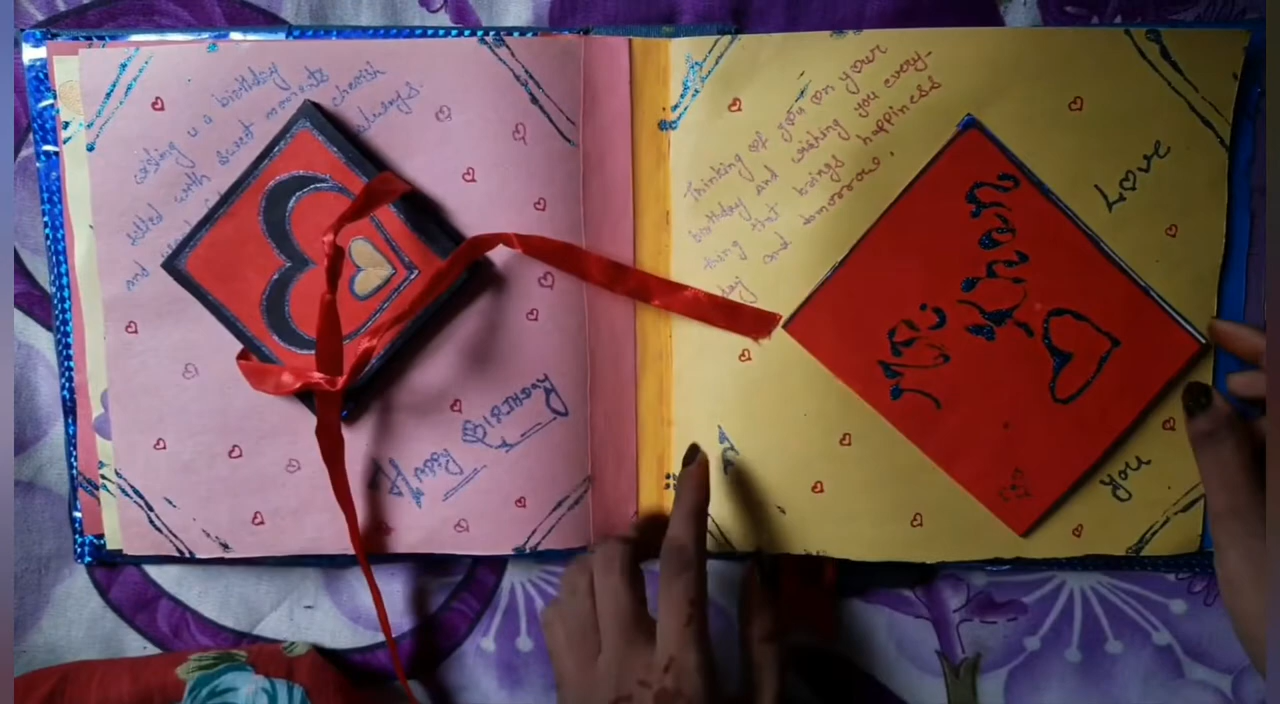 wishing u a birthday
filled with sweet moments
and cherish
always.
HAppy
BIRTHDAY
Thinking of you on your
birthday and wishing you every-
thing that brings happiness
day and tomorrow.
Mr.
Khan
I
Love
you